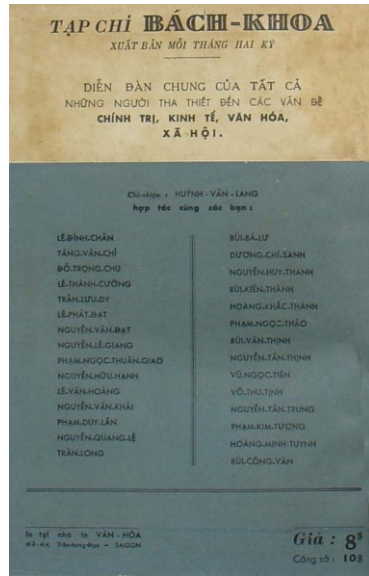 TẠP CHÍ BÁCH-KHOA
XUẤT BẢN MỖI THÁNG HAI KỲ
DIỄN ĐÀN CHUNG CỦA TẤT CẢ
NHỮNG NGƯỜI THA THIẾT ĐẾN CÁC VẤN ĐỀ
CHÍNH TRỊ, KINH TẾ, VĂN HÓA,
XÃ HỘI.
Chủ-nhiệm : HUỲNH-VĂN-LANG
hợp tác cùng các bạn :
LÊ-ĐÌNH-CHÂN
TĂNG-VĂN-CHỈ
ĐỖ-TRỌNG-CHU
LÊ-THÀNH-CƯỜNG
TRẦN-LƯU-DY
LÊ-PHÁT-ĐẠT
NGUYỄN-VĂN-ĐẠT
NGUYỄN-LÊ-GIANG
PHẠM-NGỌC-THUẦN-GIAO
NGUYỄN-HỮU-HẠNH
LÊ-VĂN-HOÀNG
NGUYỄN-VĂN-KHẢI
PHẠM-DUY-LÂN
NGUYỄN-QUANG-LỆ
TRẦN-LONG
BÙI-BÁ-LƯ
DƯƠNG-CHÍ-SANH
NGUYỄN-HUY-THANH
BÙI-KIẾN-THÀNH
HOÀNG-KHẮC-THÀNH
PHẠM-NGỌC-THẢO
BÙI-VĂN-THỊNH
NGUYỄN-TẤN-THỊNH
VŨ-NGỌC-TIẾN
VÕ-THU-TỊNH
NGUYỄN-TẤN-TRUNG
PHẠM-KIM-TƯƠNG
HOÀNG-MINH-TUYNH
BÙI-CÔNG-VĂN
In tại nhà in VĂN-HÓA
Trần-hưng-Đạo — SAIGON
Giá : 8$
Công sở : 10$